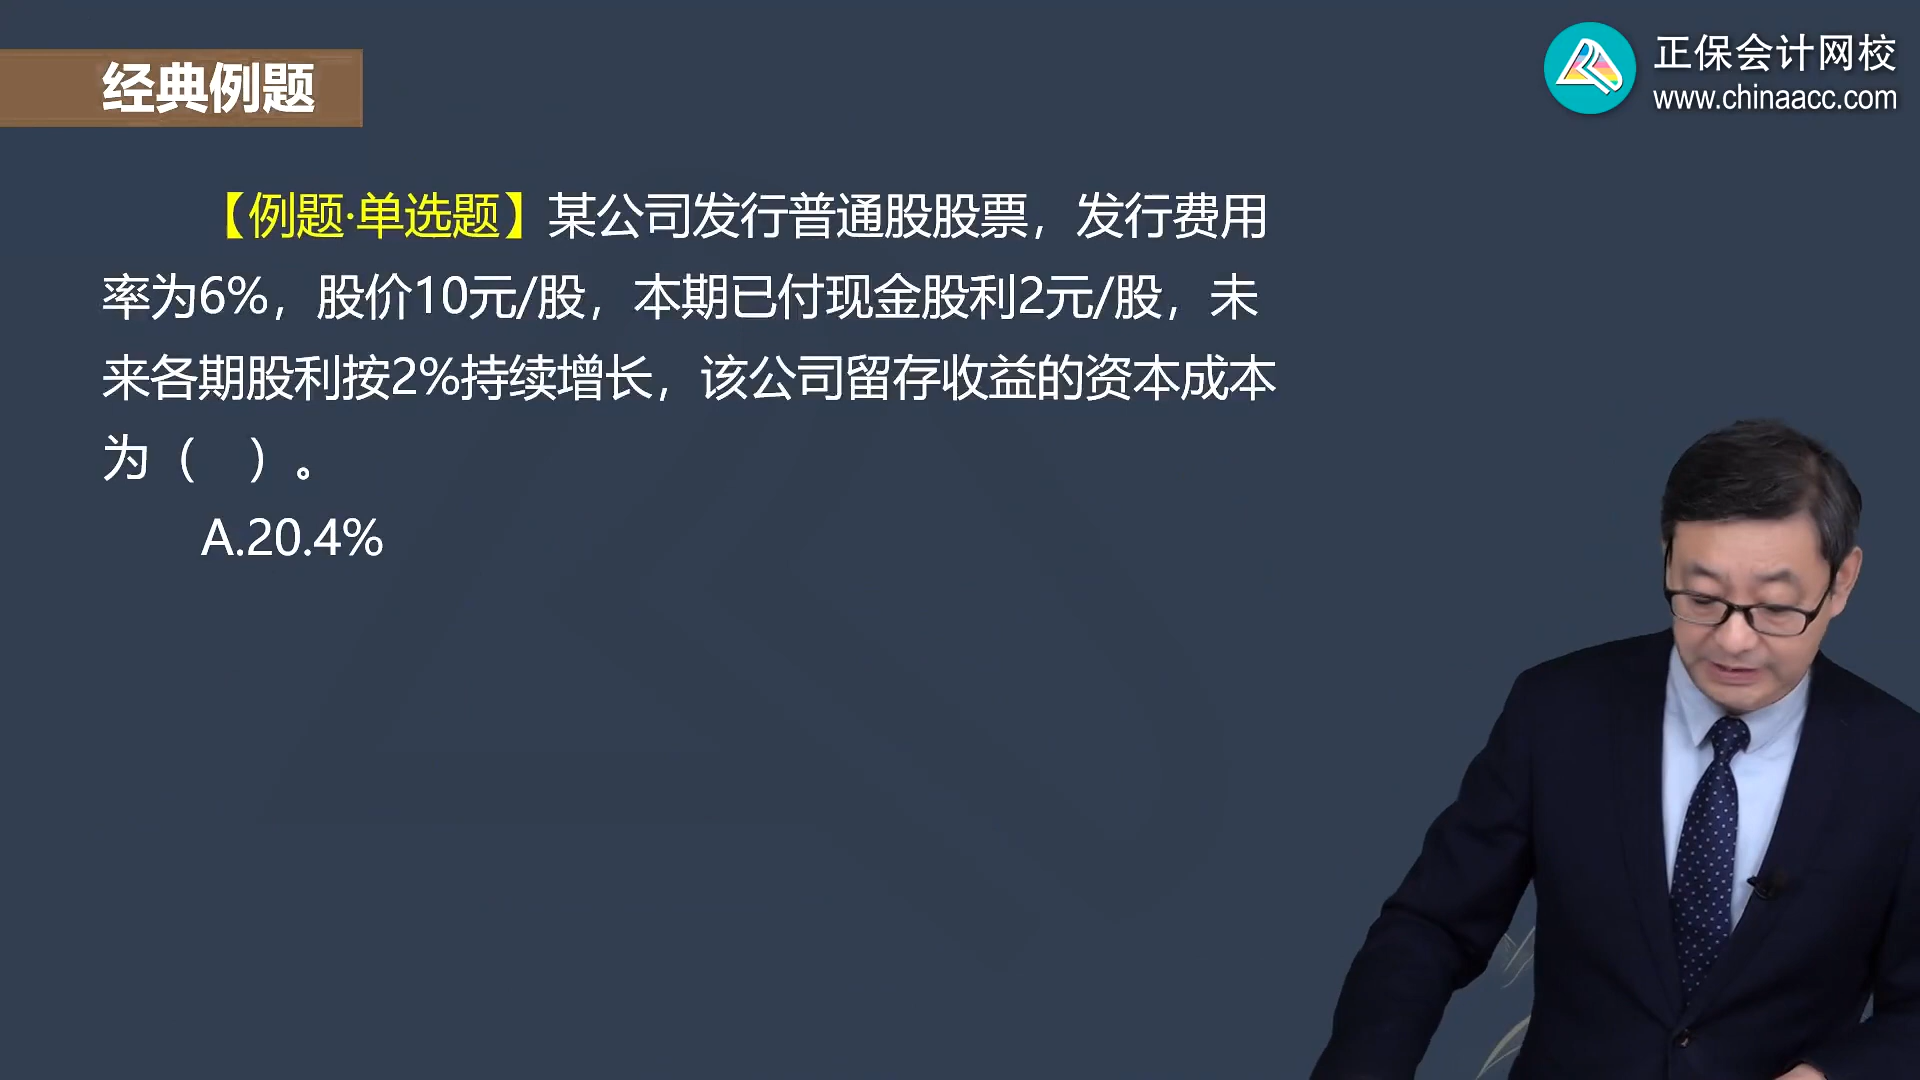 经典例题
正保会计网校
www.chinaacc.com
【例题·单选题】某公司发行普通股股票，发行费用
率为6%，股价10元/股，本期已付现金股利2元/股，未
来各期股利按2%持续增长，该公司留存收益的资本成本
为（　）。
A.20.4%